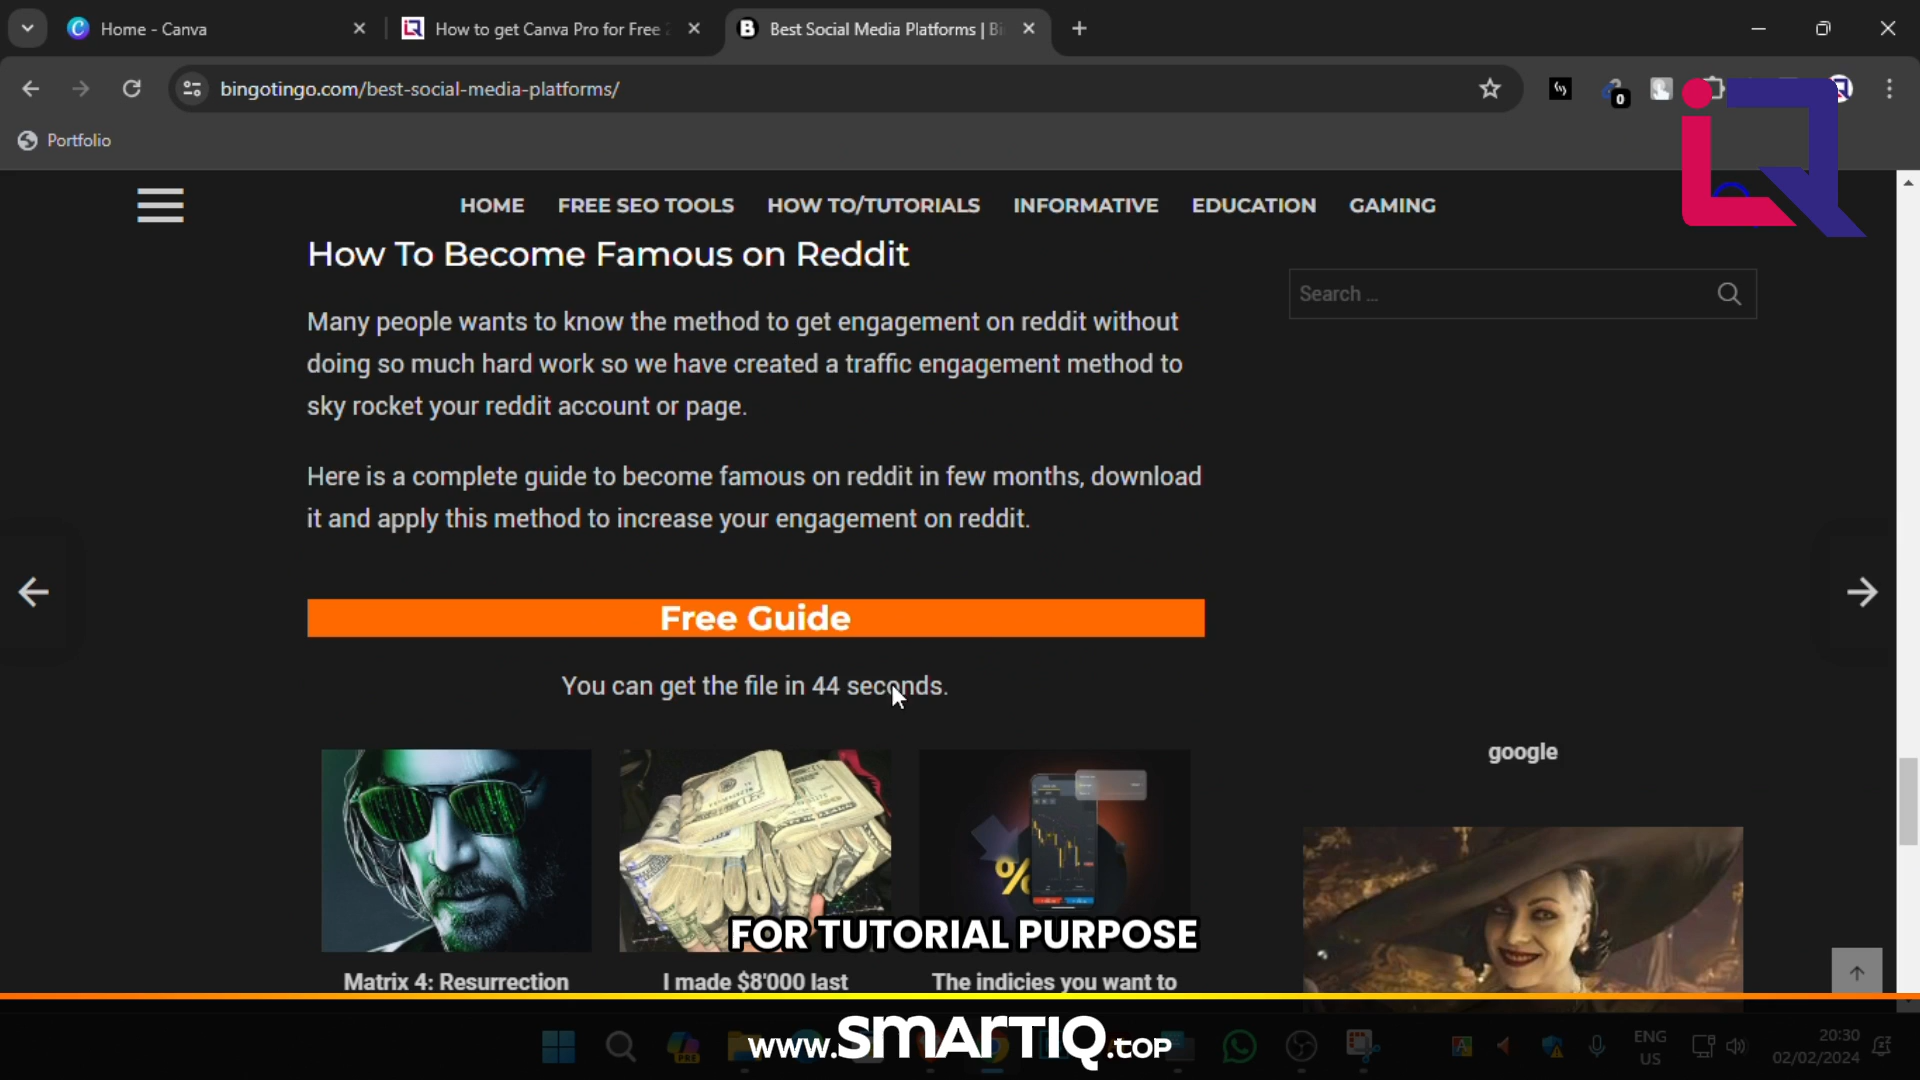 Home - Canva
How to get Canva Pro for Free
Best Social Media Platforms | Bi
bingotingo.com/best-social-media-platforms/
0
Portfolio
HOME
FREE SEO TOOLS
HOW TO/TUTORIALS
INFORMATIVE
EDUCATION
GAMING
How To Become Famous on Reddit
Search ...
Many people wants to know the method to get engagement on reddit without
doing so much hard work so we have created a traffic engagement method to
sky rocket your reddit account or page.
Here is a complete guide to become famous on reddit in few months, download
it and apply this method to increase your engagement on reddit.
Free Guide
You can get the file in 44 seconds.
google
%
FOR TUTORIAL PURPOSE
Matrix 4: Resurrection
I made $8'000 last
The indicies you want to
www.SMARTIQ.TOP
PRE
ENG
US
20:30
02/02/2024